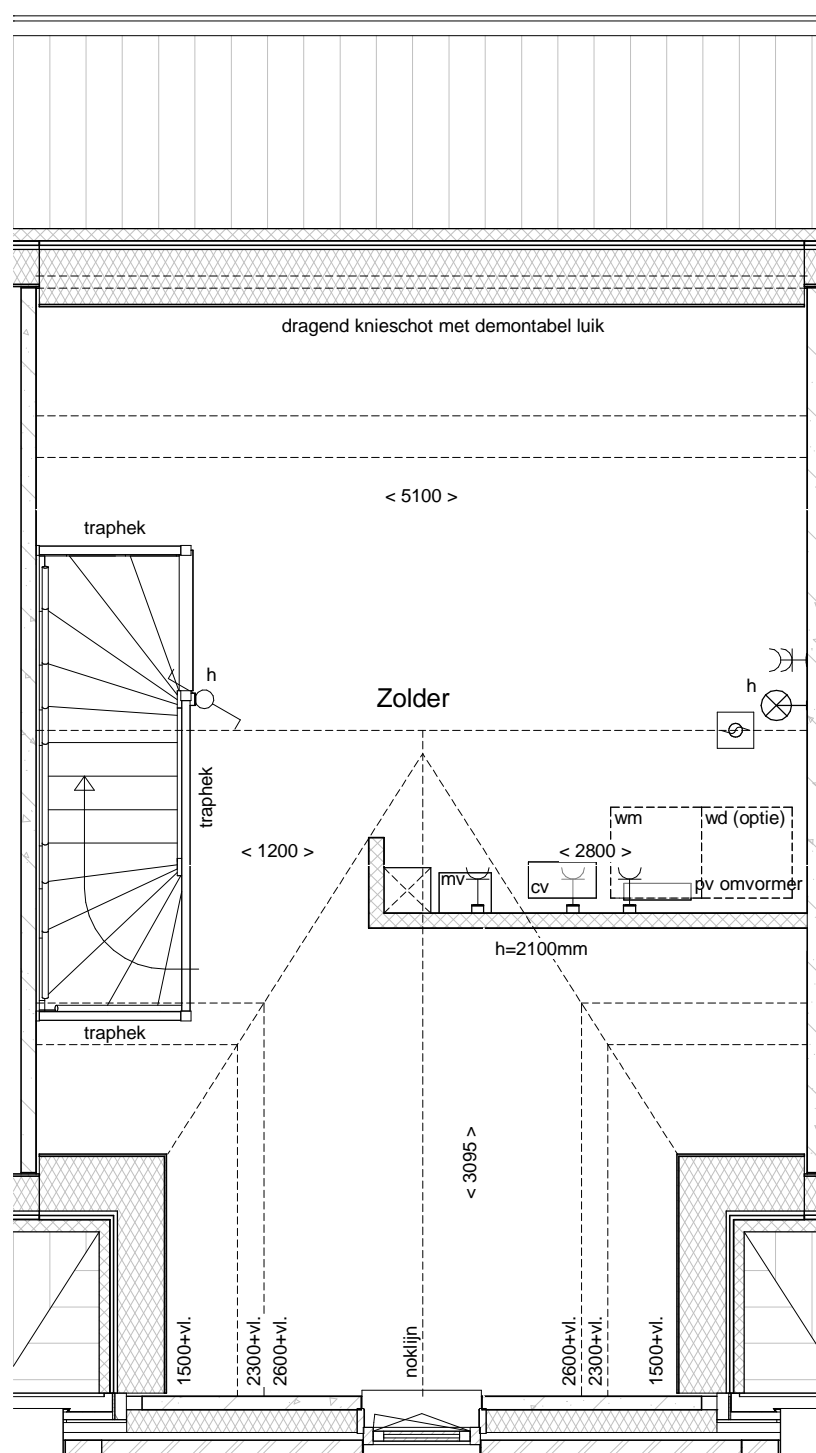 dragend knieschot met demontabel luik
< 5100 >
traphek
h
h
Zolder
traphek
wm
wd (optie)
< 1200 >
< 2800 >
mv
cv
pv omvormer
h=2100mm
traphek
< 3095 >
1500+vl.
2300+vl.
2600+vl.
noklijn
2600+vl.
2300+vl.
1500+vl.